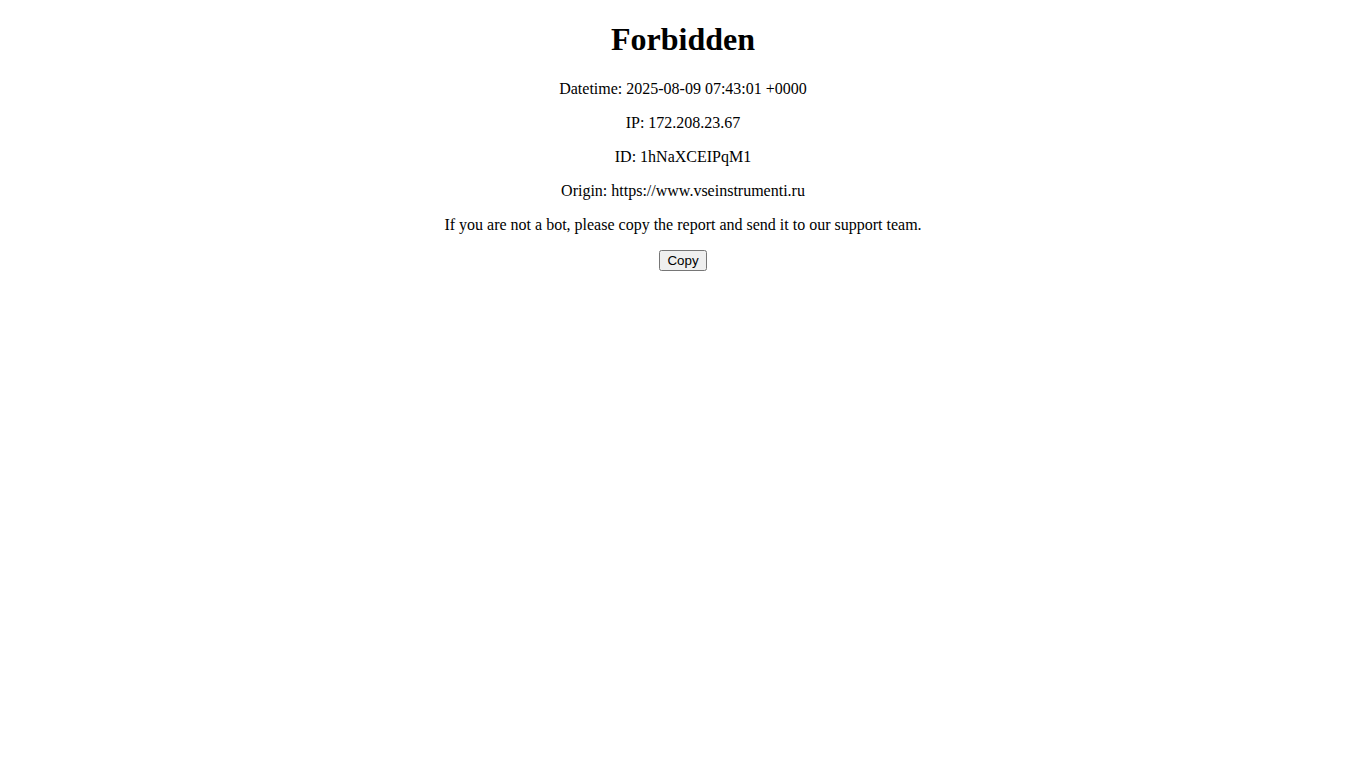 Forbidden
Datetime: 2025-08-09 07:43:01 +0000
IP: 172.208.23.67
ID: 1hNaXCEIPqM1
Origin: https://www.vseinstrumenti.ru
If you are not a bot, please copy the report and send it to our support team.
Copy